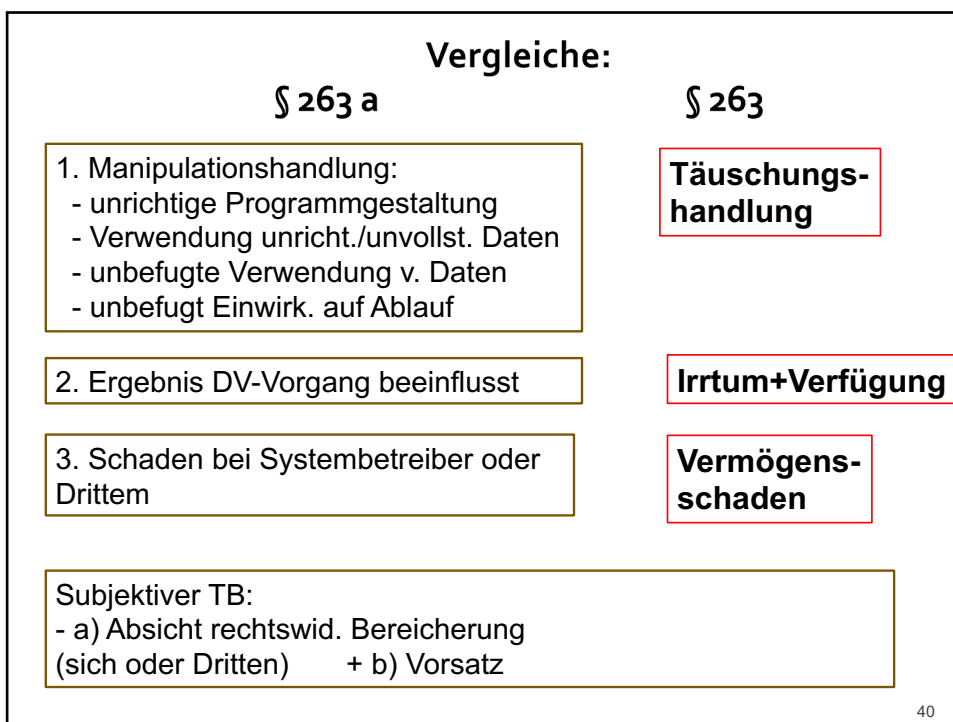 Vergleiche:
§ 263 a § 263
1. Manipulationshandlung:
- unrichtige Programmgestaltung
- Verwendung unricht./unvollst. Daten
- unbefugte Verwendung v. Daten
- unbefugt Einwirk. auf Ablauf
Täuschungs-
handlung
2. Ergebnis DV-Vorgang beeinflusst
Irrtum+Verfügung
3. Schaden bei Systembetreiber oder
Drittem
Vermögens-
schaden
Subjektiver TB:
- a) Absicht rechtswid. Bereicherung
(sich oder Dritten) + b) Vorsatz
40